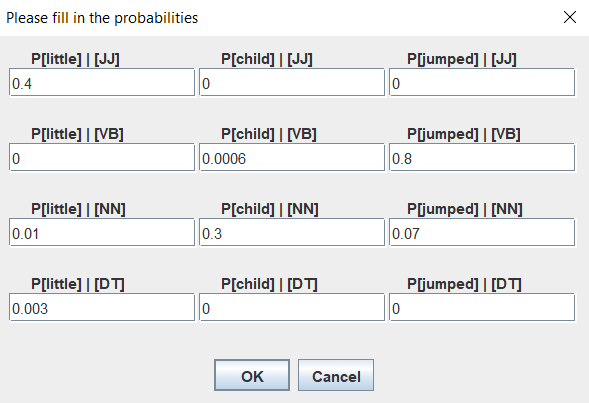 Please fill in the probabilities
P[little] | [JJ] P[child] | [JJ] P[jumped] | [JJ]
0.4 0 0
P[little] | [VB] P[child] | [VB] P[jumped] | [VB]
0 0.0006 0.8
P[little] | [NN] P[child] | [NN] P[jumped] | [NN]
0.01 0.3 0.07
P[little] | [DT] P[child] | [DT] P[jumped] | [DT]
0.003 0 0
OK Cancel